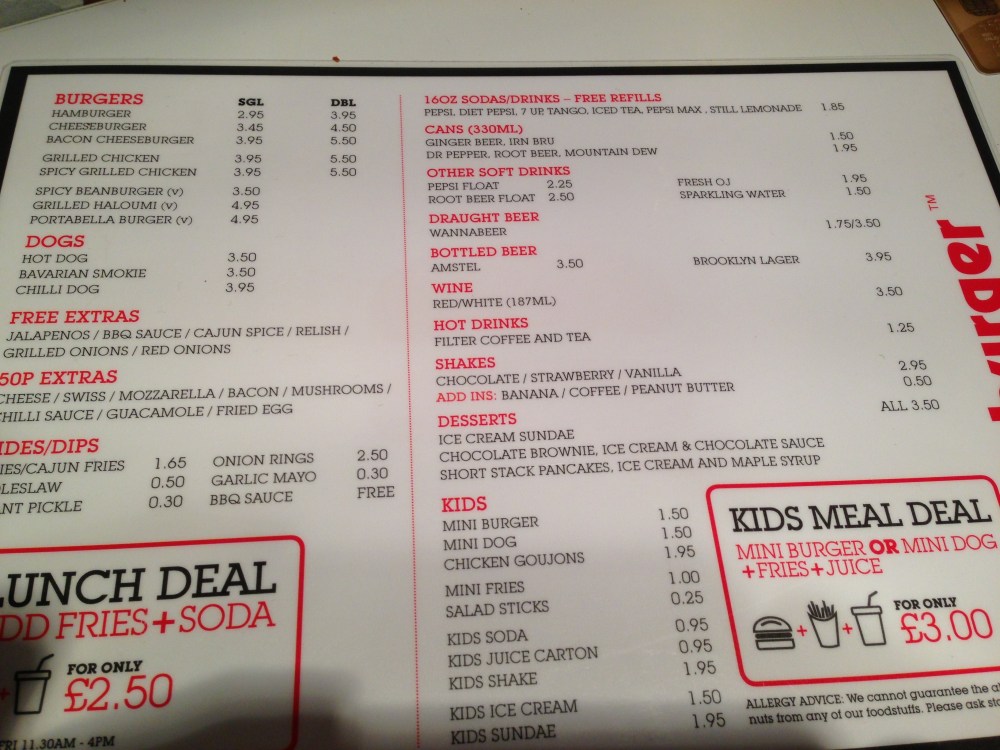 BURGERS SGL DBL
HAMBURGER 2.95 3.95
CHEESEBURGER 3.45 4.50
BACON CHEESEBURGER 3.95 5.50
GRILLED CHICKEN 3.95 5.50
SPICY GRILLED CHICKEN 3.95 5.50
SPICY BEANBURGER (V) 3.50
GRILLED HALOUMI (V) 4.95
PORTABELLA BURGER (V) 4.95
DOGS
HOT DOG 3.50
BAVARIAN SMOKIE 3.50
CHILLI DOG 3.95
FREE EXTRAS
JALAPENOS / BBQ SAUCE / CAJUN SPICE / RELISH /
GRILLED ONIONS / RED ONIONS
50P EXTRAS
CHEESE / SWISS / MOZZARELLA / BACON / MUSHROOMS /
CHILLI SAUCE / GUACAMOLE / FRIED EGG
IDES/DIPS
IES/CAJUN FRIES 1.65 ONION RINGS 2.50
LESLAW 0.50 GARLIC MAYO 0.30
ANT PICKLE 0.30 BBQ SAUCE FREE
LUNCH DEAL
DD FRIES+SODA
+ FOR ONLY
£2.50
FRI 11.30AM - 4PM
16OZ SODAS/DRINKS – FREE REFILLS
PEPSI, DIET PEPSI, 7 UP, TANGO, ICED TEA, PEPSI MAX , STILL LEMONADE 1.85
CANS (330ML)
GINGER BEER, IRN BRU 1.50
DR PEPPER, ROOT BEER, MOUNTAIN DEW 1.95
OTHER SOFT DRINKS
PEPSI FLOAT 2.25 FRESH OJ 1.95
ROOT BEER FLOAT 2.50 SPARKLING WATER 1.50
DRAUGHT BEER
WANNABEER 1.75/3.50
BOTTLED BEER
AMSTEL 3.50 BROOKLYN LAGER 3.95
WINE
RED/WHITE (187ML) 3.50
HOT DRINKS
FILTER COFFEE AND TEA 1.25
SHAKES
CHOCOLATE / STRAWBERRY / VANILLA 2.95
ADD INS: BANANA / COFFEE / PEANUT BUTTER 0.50
DESSERTS ALL 3.50
ICE CREAM SUNDAE
CHOCOLATE BROWNIE, ICE CREAM & CHOCOLATE SAUCE
SHORT STACK PANCAKES, ICE CREAM AND MAPLE SYRUP
KIDS
MINI BURGER 1.50
MINI DOG 1.50
CHICKEN GOUJONS 1.95
MINI FRIES 1.00
SALAD STICKS 0.25
KIDS SODA 0.95
KIDS JUICE CARTON 0.95
KIDS SHAKE 1.95
KIDS ICE CREAM 1.50
KIDS SUNDAE 1.95
KIDS MEAL DEAL
MINI BURGER OR MINI DOG
+FRIES+JUICE
+ + FOR ONLY
£3.00
ALLERGY ADVICE: We cannot guarantee the a
nuts from any of our foodstuffs. Please ask sta
burger TM